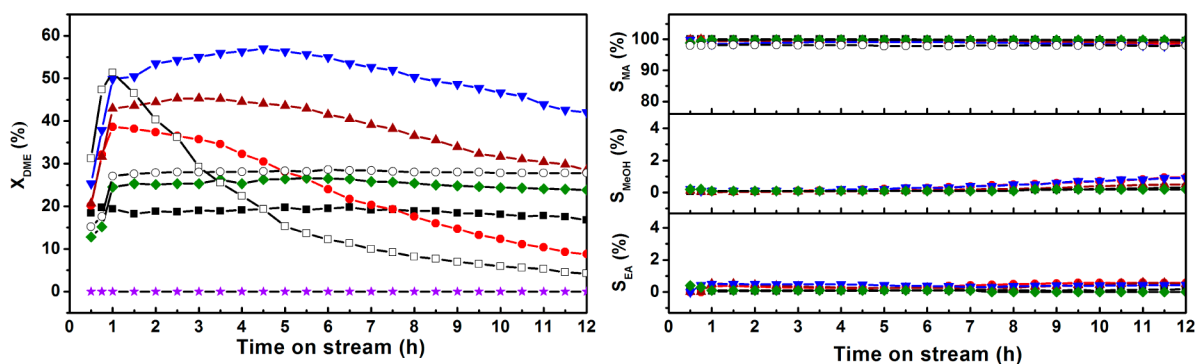 X_DME (%)
60
50
40
30
20
10
0
0 1 2 3 4 5 6 7 8 9 10 11 12
Time on stream (h)
S_MA (%)
100
90
80
S_MeOH (%)
4
2
0
S_EA (%)
4
2
0
0 1 2 3 4 5 6 7 8 9 10 11 12
Time on stream (h)